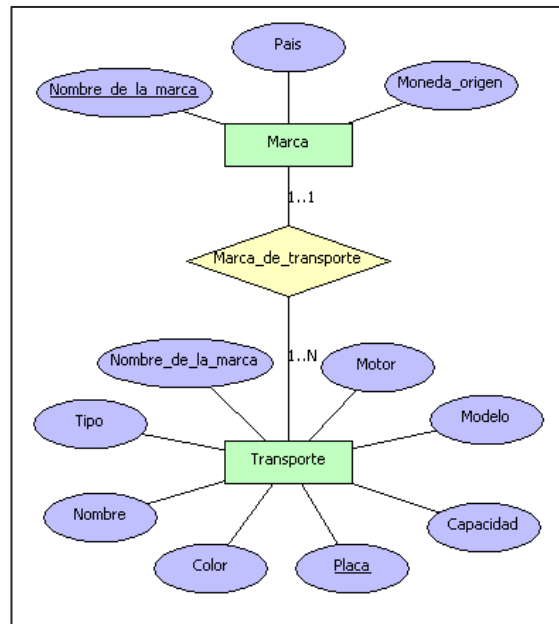 Pais
Nombre_de_la_marca
Moneda_origen
Marca
1..1
Marca_de_transporte
1..N
Nombre_de_la_marca
Motor
Tipo
Modelo
Transporte
Nombre
Capacidad
Color
Placa